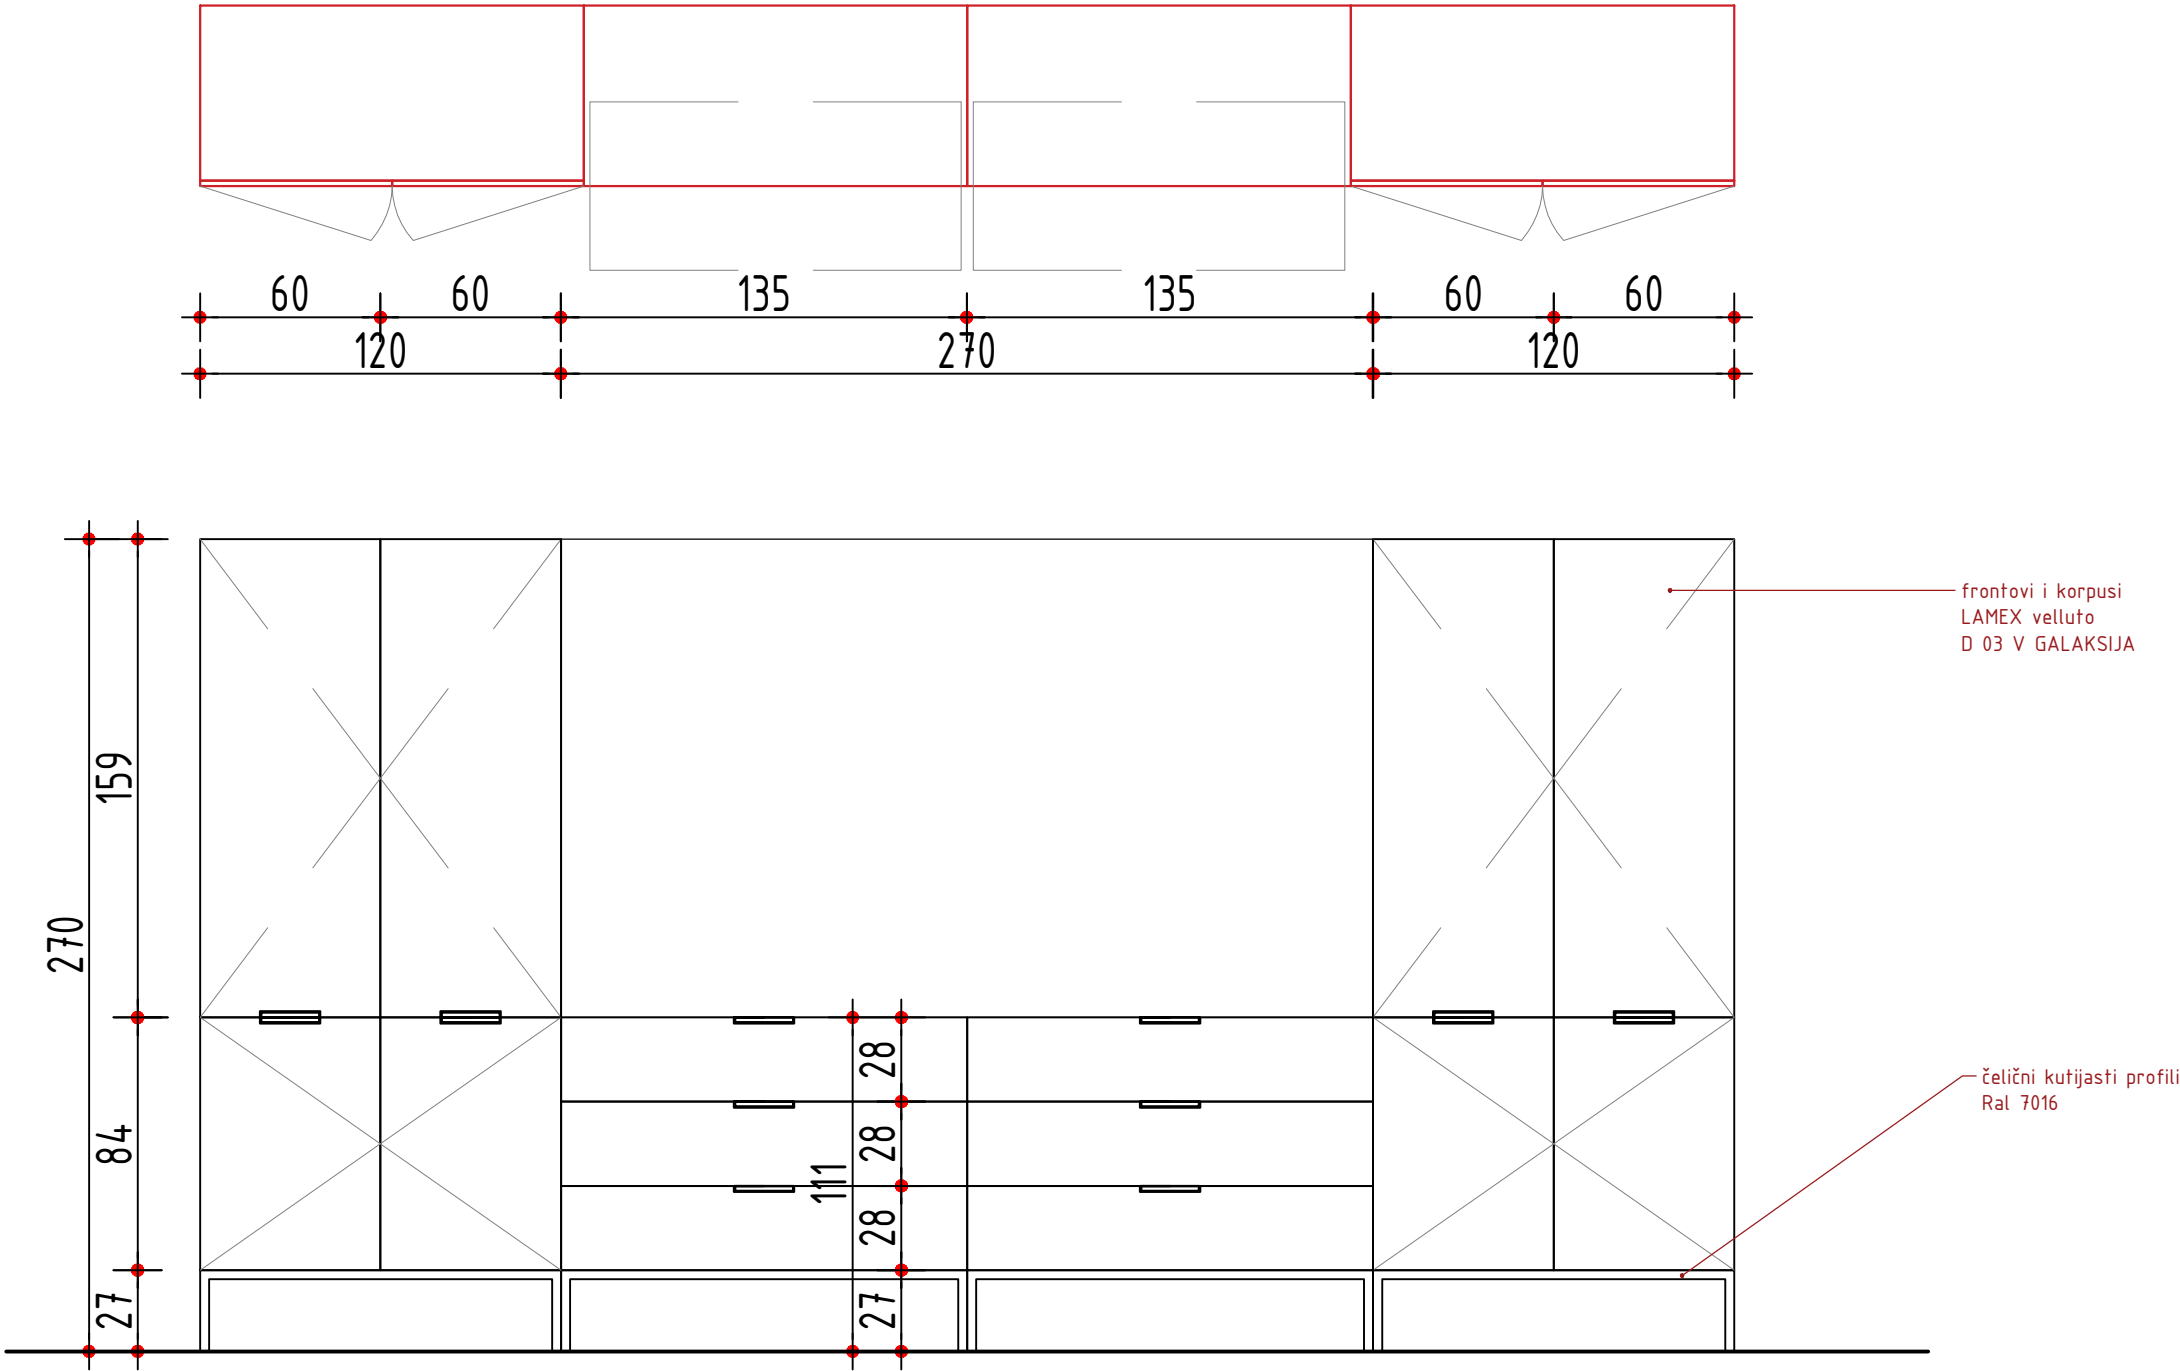 60 60 135 135 60 60
120 270 120
frontovi i korpusi
LAMEX velluto
D 03 V GALAKSIJA
270
159
84
27
111
28
28
28
27
čelični kutijasti profili
Ral 7016